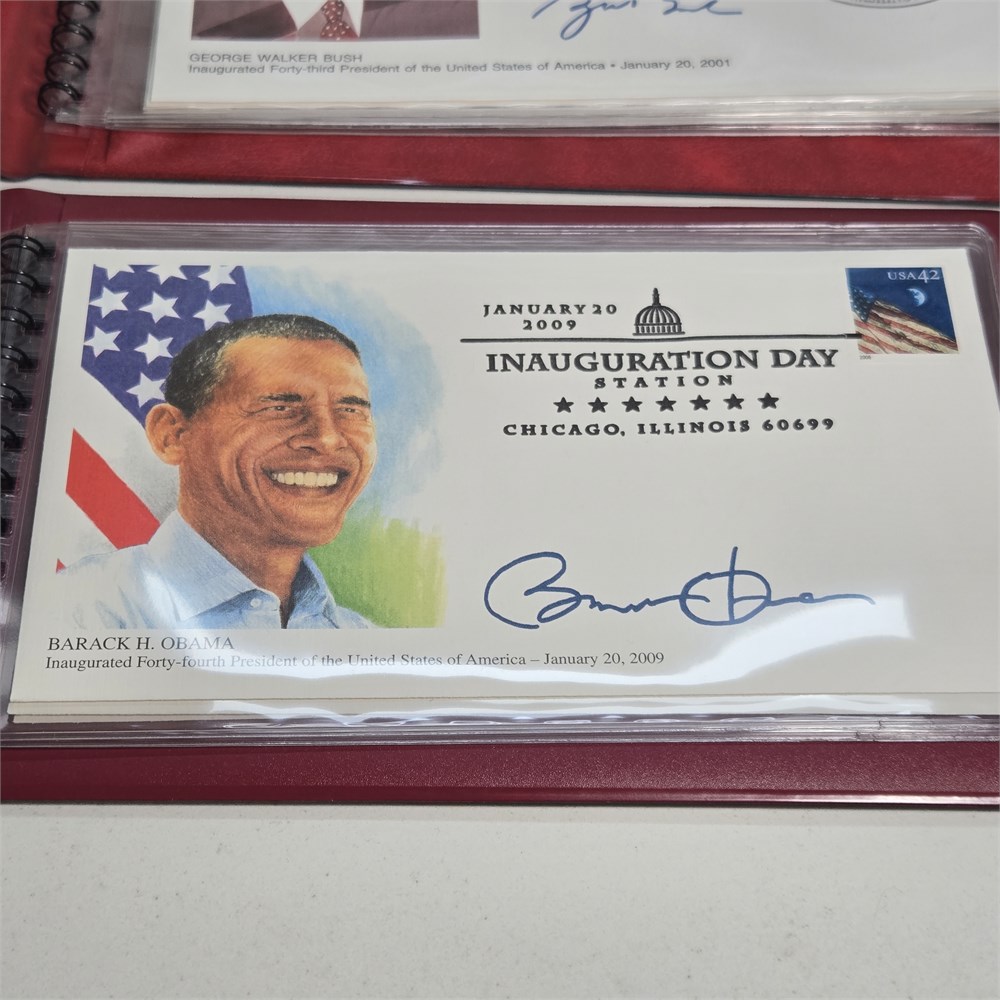 GEORGE WALKER BUSH
Inaugurated Forty-third President of the United States of America • January 20, 2001
JANUARY 20
2009
USA 42
INAUGURATION DAY
STATION
CHICAGO, ILLINOIS 60699
BARACK H. OBAMA
Inaugurated Forty-fourth President of the United States of America – January 20, 2009